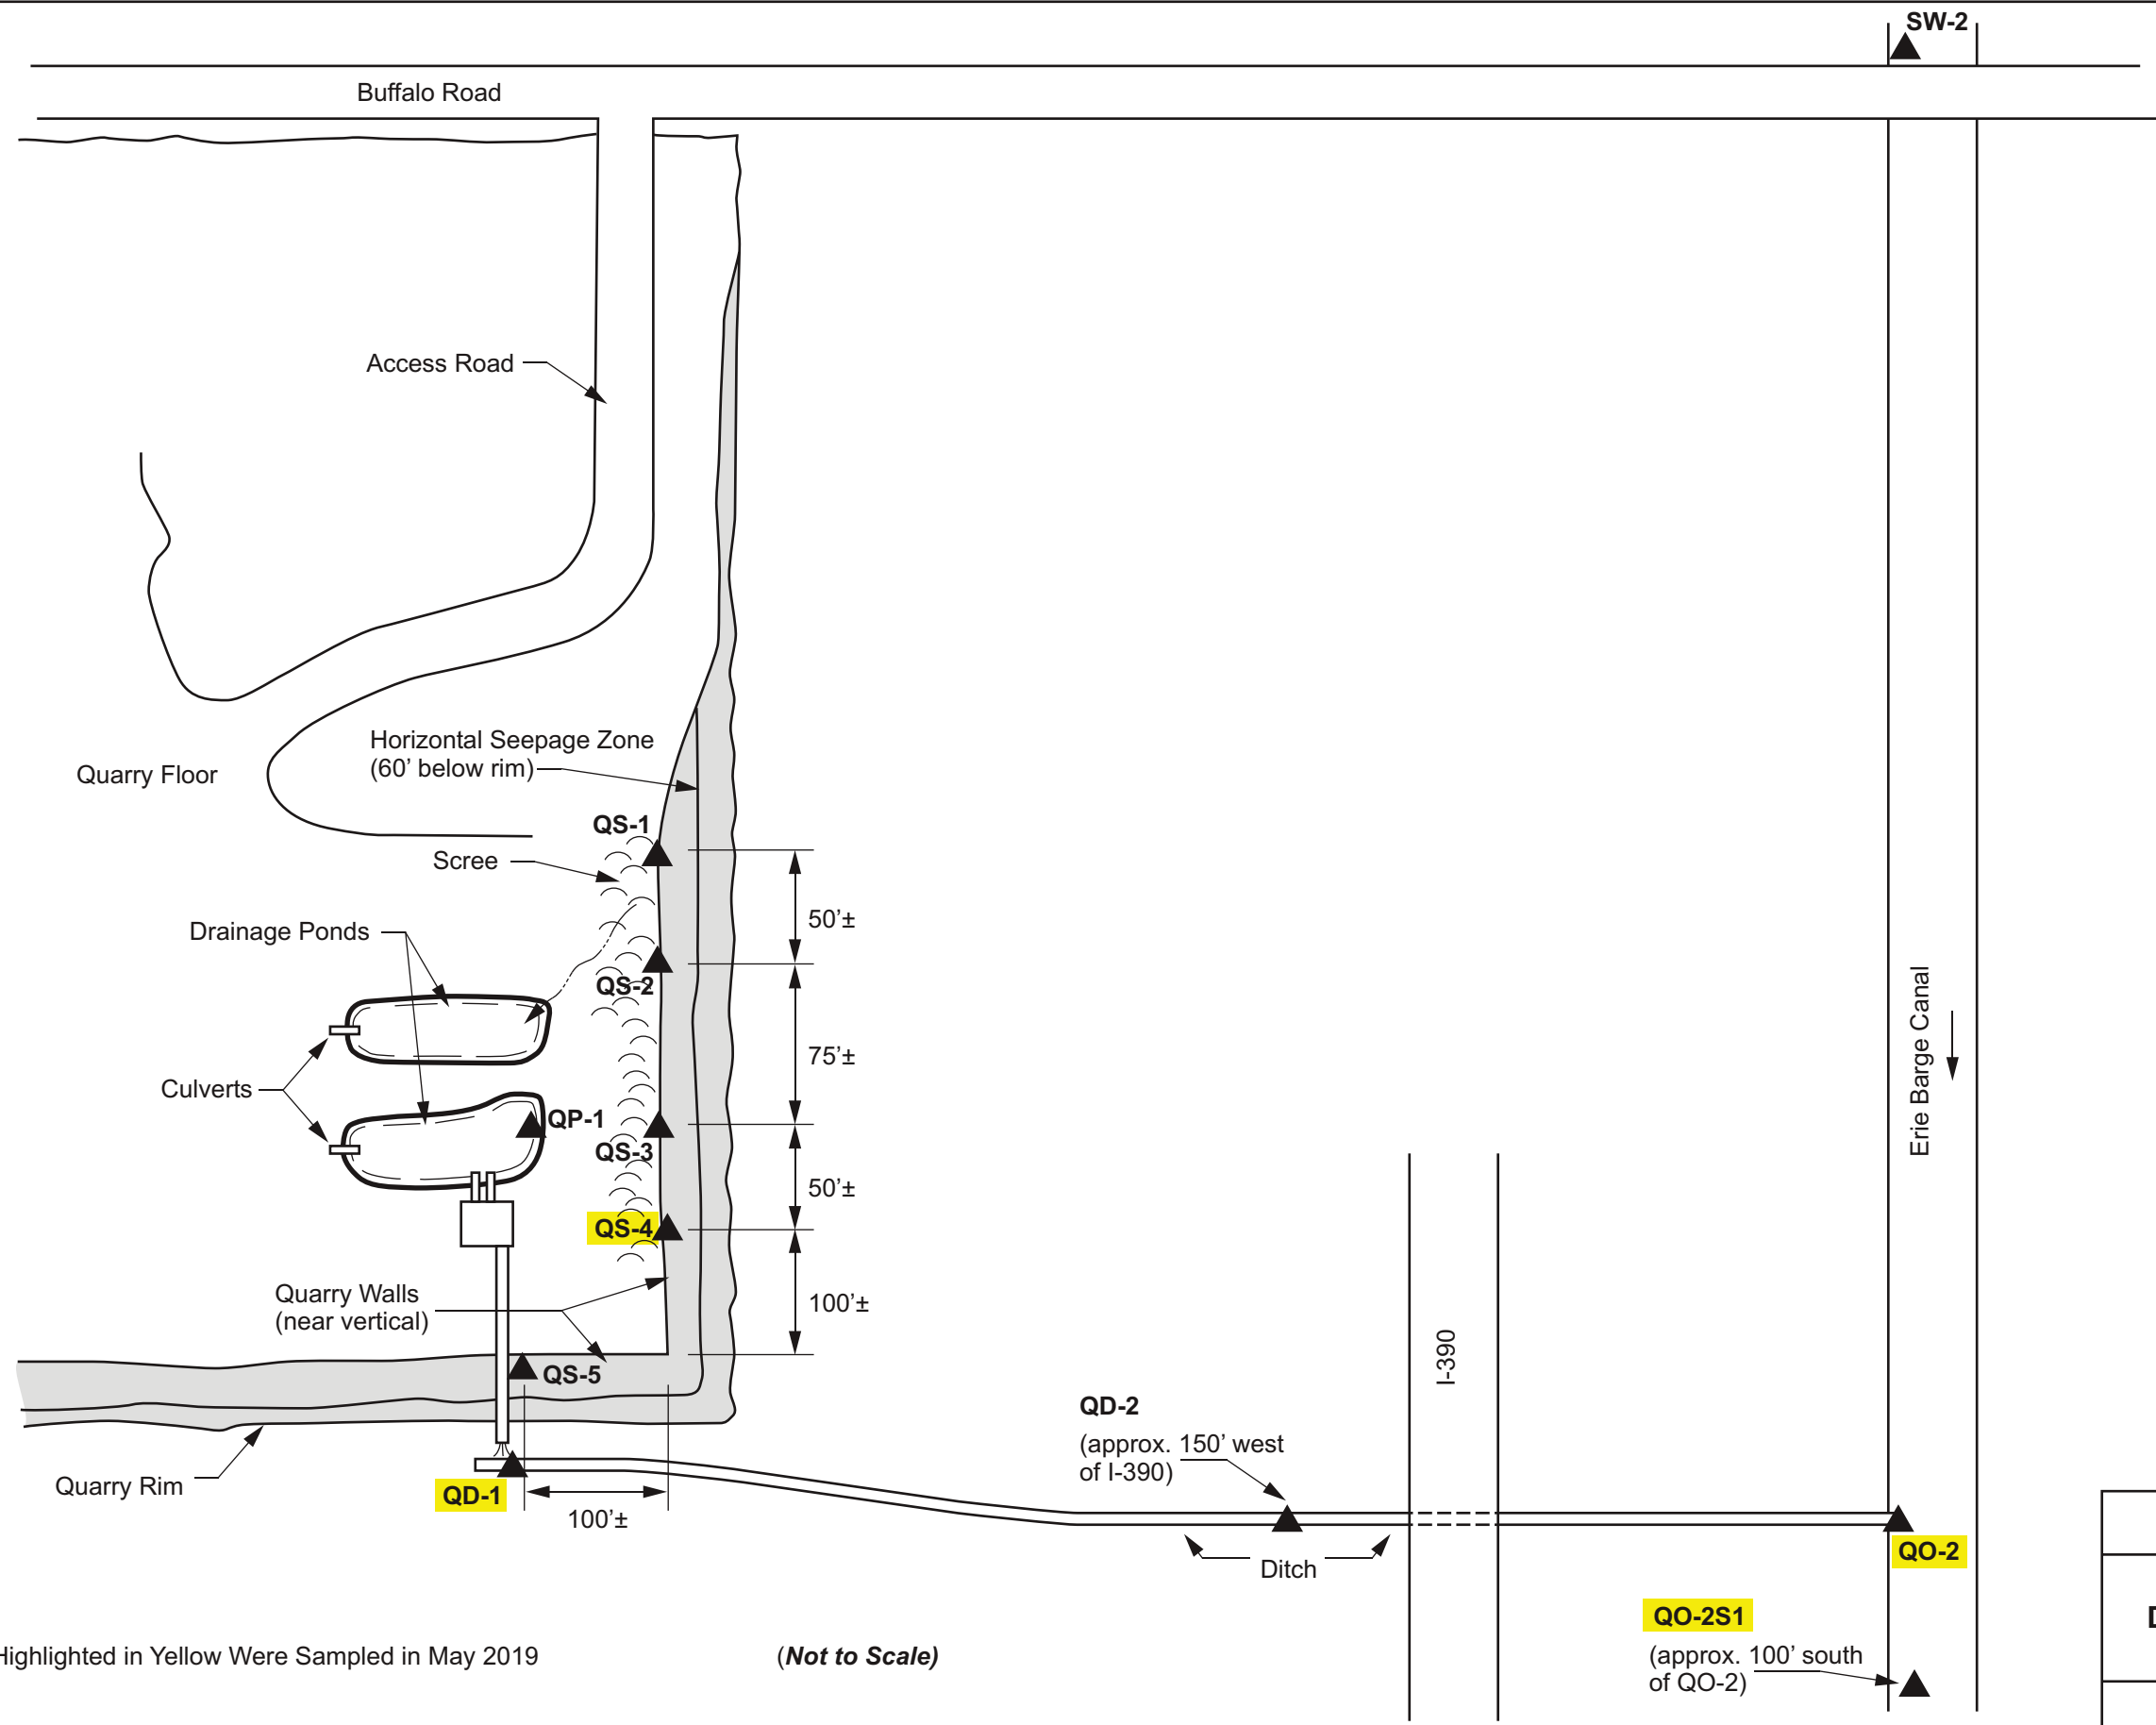 SW-2
Buffalo Road
Access Road
Horizontal Seepage Zone
(60’ below rim)
Quarry Floor
QS-1
Scree
50’±
Drainage Ponds
QS-2
75’±
Erie Barge Canal
Culverts
QP-1
QS-3
50’±
QS-4
Quarry Walls
(near vertical)
100’±
I-390
QS-5
QD-2
(approx. 150’ west
of I-390)
Quarry Rim
QD-1
100’±
Ditch
QO-2
QO-2S1
(approx. 100’ south
of QO-2)
Highlighted in Yellow Were Sampled in May 2019
(Not to Scale)